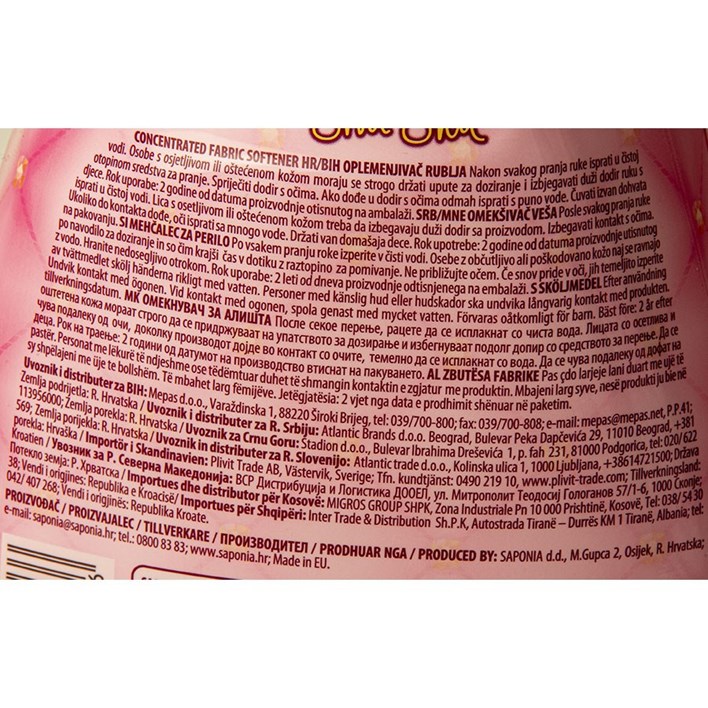 CONCENTRATED FABRIC SOFTENER HR/BIH OPLEMENJIVAČ RUBLJA Nakon svakog pranja ruke isprati u čistoj
vodi. Osobe s osjetljivom ili oštećenom kožom moraju se strogo držati upute za doziranje i izbjegavati duži dodir ruku s
otopinom sredstva za pranje. Spriječiti dodir s očima. Ako dođe u dodir s očima odmah isprati s puno vode. Čuvati izvan dohvata
djece. Rok uporabe: 2 godine od datuma proizvodnje otisnutog na ambalaži. SRB/MNE OMEKŠIVAČ VEŠA Posle svakog pranja ruke
isprati u čistoj vodi. Lica s osetljivom ili oštećenom kožom treba da izbegavaju duži dodir sa proizvodom. Izbegavati kontakt s očima.
Ukoliko do kontakta dođe, oči isprati sa mnogo vode. Držati van domašaja dece. Rok upotrebe: 2 godine od datuma proizvodnje utisnutog
na pakovanju. SI MEHČALEC ZA PERILO Po vsakem pranju roke izperite v čisti vodi. Osebe z občutljivo ali poškodovano kožo naj se ravnajo
po navodilo za doziranje in so čim krajši čas v dotiku z raztopino za pomivanje. Ne približujte očem. Če snov pride v oči, jih temeljito izperite
z vodo. Hranite nedosegljivo otrokom. Rok uporabe: 2 leti od dneva proizvodnje odtisnjenega na embalaži. S SKÖLJMEDEL Efter användning
av tvättmedlet skölj händerna rikligt med vatten. Personer med känslig hud eller hudskador ska undvika långvarig kontakt med produkten.
Undvik kontakt med ögonen. Vid kontakt med ogonen, spola genast med mycket vatten. Förvaras oåtkomligt för barn. Bäst före: 2 år efter
tillverkningsdatum. МК ОМЕКНУВАЧ ЗА АЛИШТА После секое перење, рацете да се исплакнат со чиста вода. Лицата со осетлива и
оштетена кожа мораат строго да се придржуваат на упатството за дозирање и избегнуваат подолг допир со средството за перење. Да се
чува подалеку од очи, доколку производот дојде во контакт со очите, темелно да се исплакнат со вода. Да се чува подалеку од дофат на
деца. Рок на траење: 2 години од датумот на производство втиснат на пакувањето. AL ZBUTËSA FABRIKE Pas çdo larjeje lani duart me ujë të
pastër. Personat me lëkurë të ndjeshme ose tëdëmtuar duhet të shmangin kontaktin e zgjatur me produktin. Mbajeni larg syve, nesë produkti ju bie në
sy shpëlajeni me üje te bollshëm. Të mbahet larg fëmijëve. Jetëgjatësia: 2 vjet nga data e prodhimit shënuar në paketim.
Uvoznik i distributer za BIH: Mepas d.o.o., Varaždinska 1, 88220 Široki Brijeg, tel: 039/700-800; fax: 039/700-808; e-mail: mepas@mepas.net, P.P.41;
Zemlja podrijetla: R. Hrvatska / Uvoznik i distributer za R. Srbiju: Atlantic Brands d.o.o. Beograd, Bulevar Peka Dapčevića 29, 11010 Beograd, +381
113956000; Zemlja porekla: R. Hrvatska / Uvoznik za Crnu Goru: Stadion d.o.o., Bulevar Ibrahima Dreševića 1, p. fah 231, 81000 Podgorica, tel: 020/622
569; Zemlja porijekla: R. Hrvatska / Uvoznik in distributer za R. Slovenijo: Atlantic trade d.o.o., Kolinska ulica 1, 1000 Ljubljana, +38614721500; Država
porekla: Hrvaška / Importör i Skandinavien: Plivit Trade AB, Västervik, Sverige; Tfn. kundtjänst: 0490 219 10, www.plivit-trade.com; Tillverkningsland:
Kroatien / Увозник за Р. Северна Македонија: ВСР Дистрибуција и Логистика ДООЕЛ, ул. Митрополит Теодосиј Гологанов 57/1-6, 1000 Скопје,
Потекло земја: Р. Хрватска / Importues dhe distributor për Kosovë: MIGROS GROUP SHPK, Zona Industriale Pn 10 000 Prishtinë, Kosovë, Tel: 038/ 54 30
38; Vendi i origjinës: Republika e Kroacisë/ Importues për Shqipëri: Inter Trade & Distribution Sh.P.K, Autostrada Tiranë – Durrës KM 1 Tiranë, Albania; tel:
042/ 407 268; Vendi i origjinës: Republika Kroate.
PROIZVOĐAČ / PROIZVAJALEC / TILLVERKARE / ПРОИЗВОДИТЕЛ / PRODHUAR NGA / PRODUCED BY: SAPONIA d.d., M.Gupca 2, Osijek, R. Hrvatska;
e-mail: saponia@saponia.hr; tel.: 0800 83 83; www.saponia.hr; Made in EU.